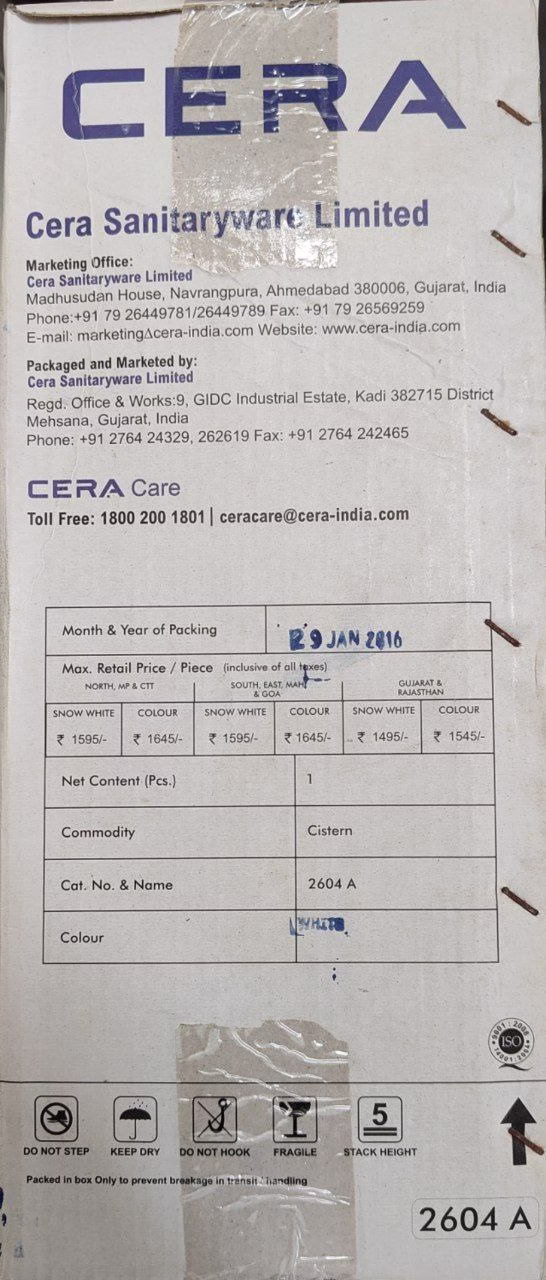 CERA
Cera Sanitaryware Limited
Marketing Office:
Cera Sanitaryware Limited
Madhusudan House, Navrangpura, Ahmedabad 380006, Gujarat, India
Phone:+91 79 26449781/26449789 Fax: +91 79 26569259
E-mail: marketing∆cera-india.com Website: www.cera-india.com
Packaged and Marketed by:
Cera Sanitaryware Limited
Regd. Office & Works:9, GIDC Industrial Estate, Kadi 382715 District
Mehsana, Gujarat, India
Phone: +91 2764 24329, 262619 Fax: +91 2764 242465
CERA Care
Toll Free: 1800 200 1801 | ceracare@cera-india.com
Month & Year of Packing 29 JAN 2016
Max. Retail Price / Piece (inclusive of all taxes)
NORTH, MP & CTT SOUTH, EAST, MAH & GOA GUJARAT & RAJASTHAN
SNOW WHITE COLOUR SNOW WHITE COLOUR SNOW WHITE COLOUR
₹ 1595/- ₹ 1645/- ₹ 1595/- ₹ 1645/- ₹ 1495/- ₹ 1545/-
Net Content (Pcs.) 1
Commodity Cistern
Cat. No. & Name 2604 A
Colour WHITE
9001:2008
ISO
14001:2004
5
DO NOT STEP KEEP DRY DO NOT HOOK FRAGILE STACK HEIGHT
Packed in box Only to prevent breakage in transit / handling
2604 A